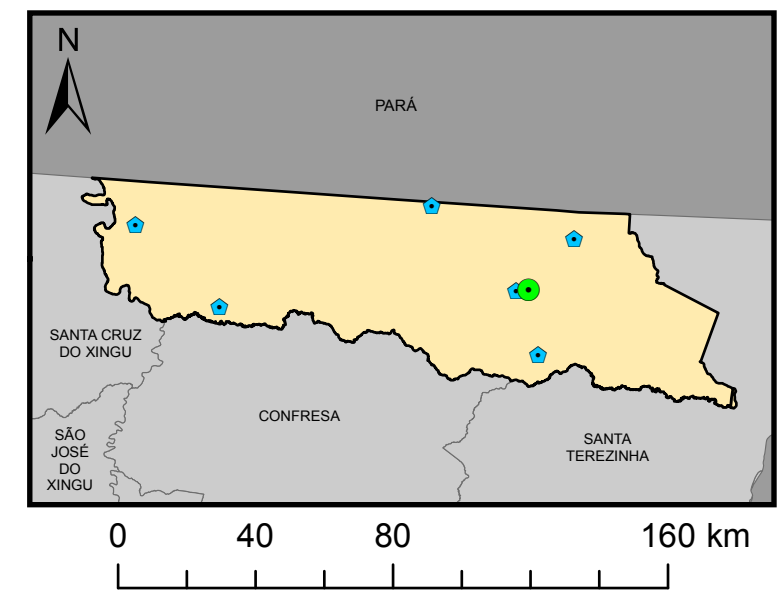 N
PARÁ
SANTA CRUZ
DO XINGU
CONFRESA
SÃO
JOSÉ
DO
XINGU
SANTA
TEREZINHA
0 40 80 160 km